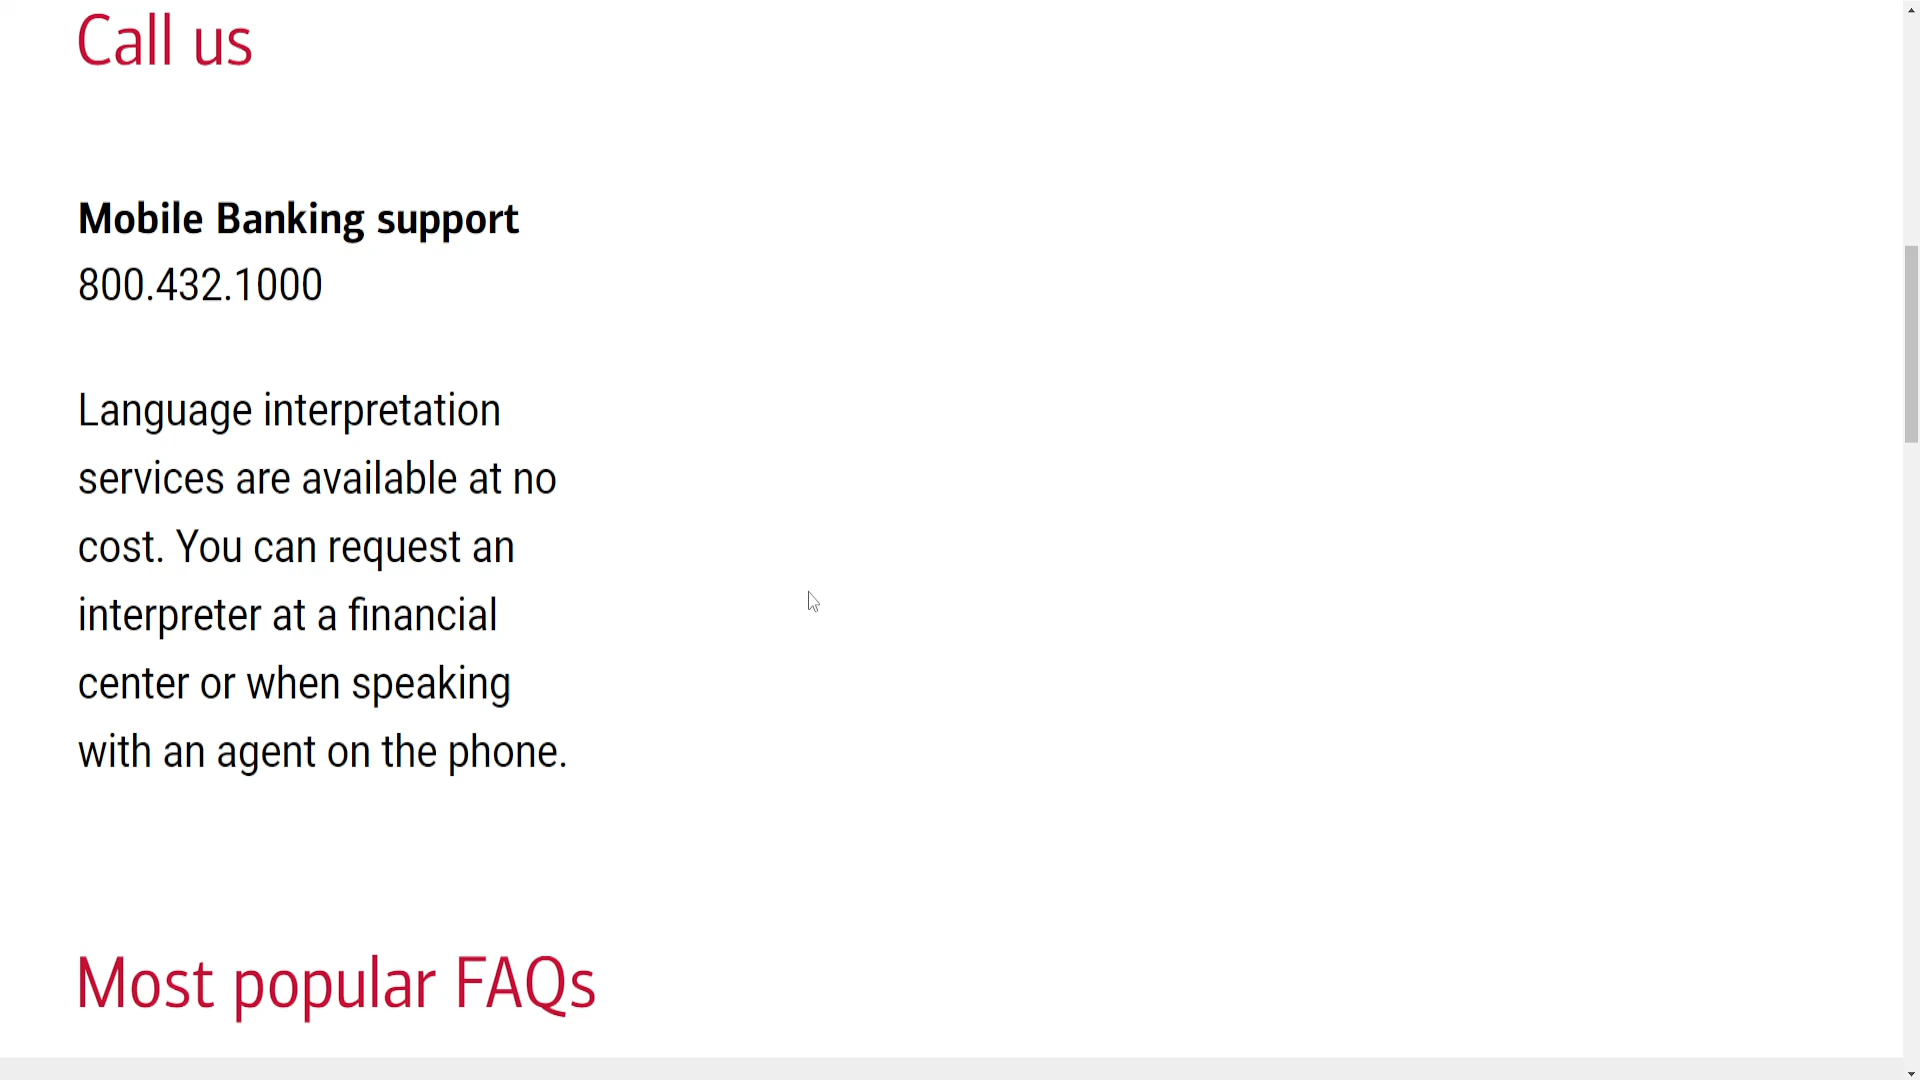 Call us
Mobile Banking support
800.432.1000
Language interpretation
services are available at no
cost. You can request an
interpreter at a financial
center or when speaking
with an agent on the phone.
Most popular FAQs